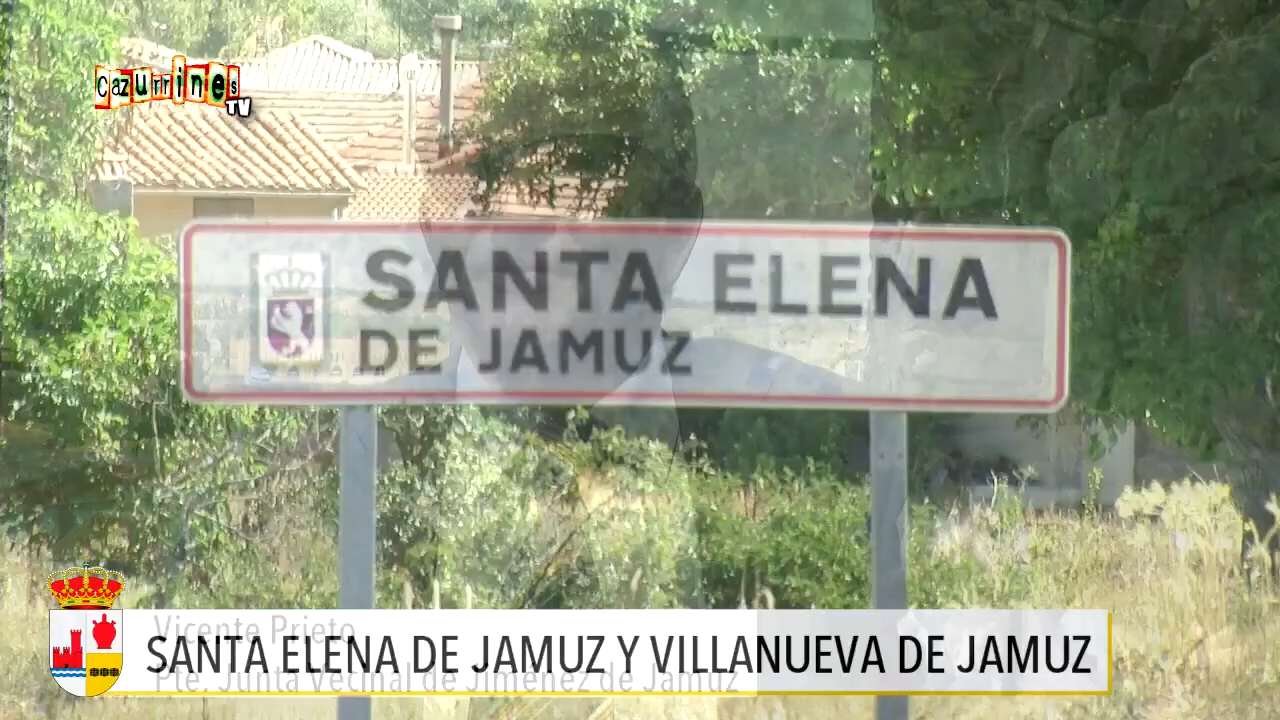 Cazurrines
TV
SANTA ELENA
DE JAMUZ
Vicente Prieto
SANTA ELENA DE JAMUZ Y VILLANUEVA DE JAMUZ
Pte. Junta Vecinal de Jiménez de Jamuz